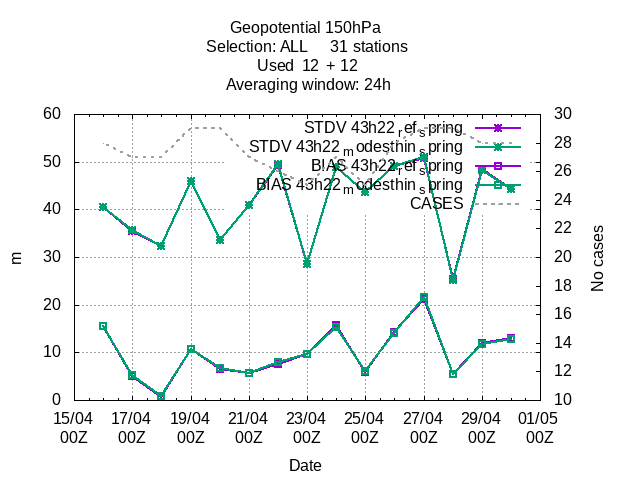 Geopotential 150hPa
Selection: ALL 31 stations
Used 12 + 12
Averaging window: 24h
60 30
STDV 43h22_ref_spring
28
STDV 43h22_modesthin_spring
50
BIAS 43h22_ref_spring
26
BIAS 43h22_modesthin_spring
24
CASES
40
22
30 20
18
20
16
14
10
12
0 10
m
No cases
15/04 17/04 19/04 21/04 23/04 25/04 27/04 29/04 01/05
00Z 00Z 00Z 00Z 00Z 00Z 00Z 00Z 00Z
Date